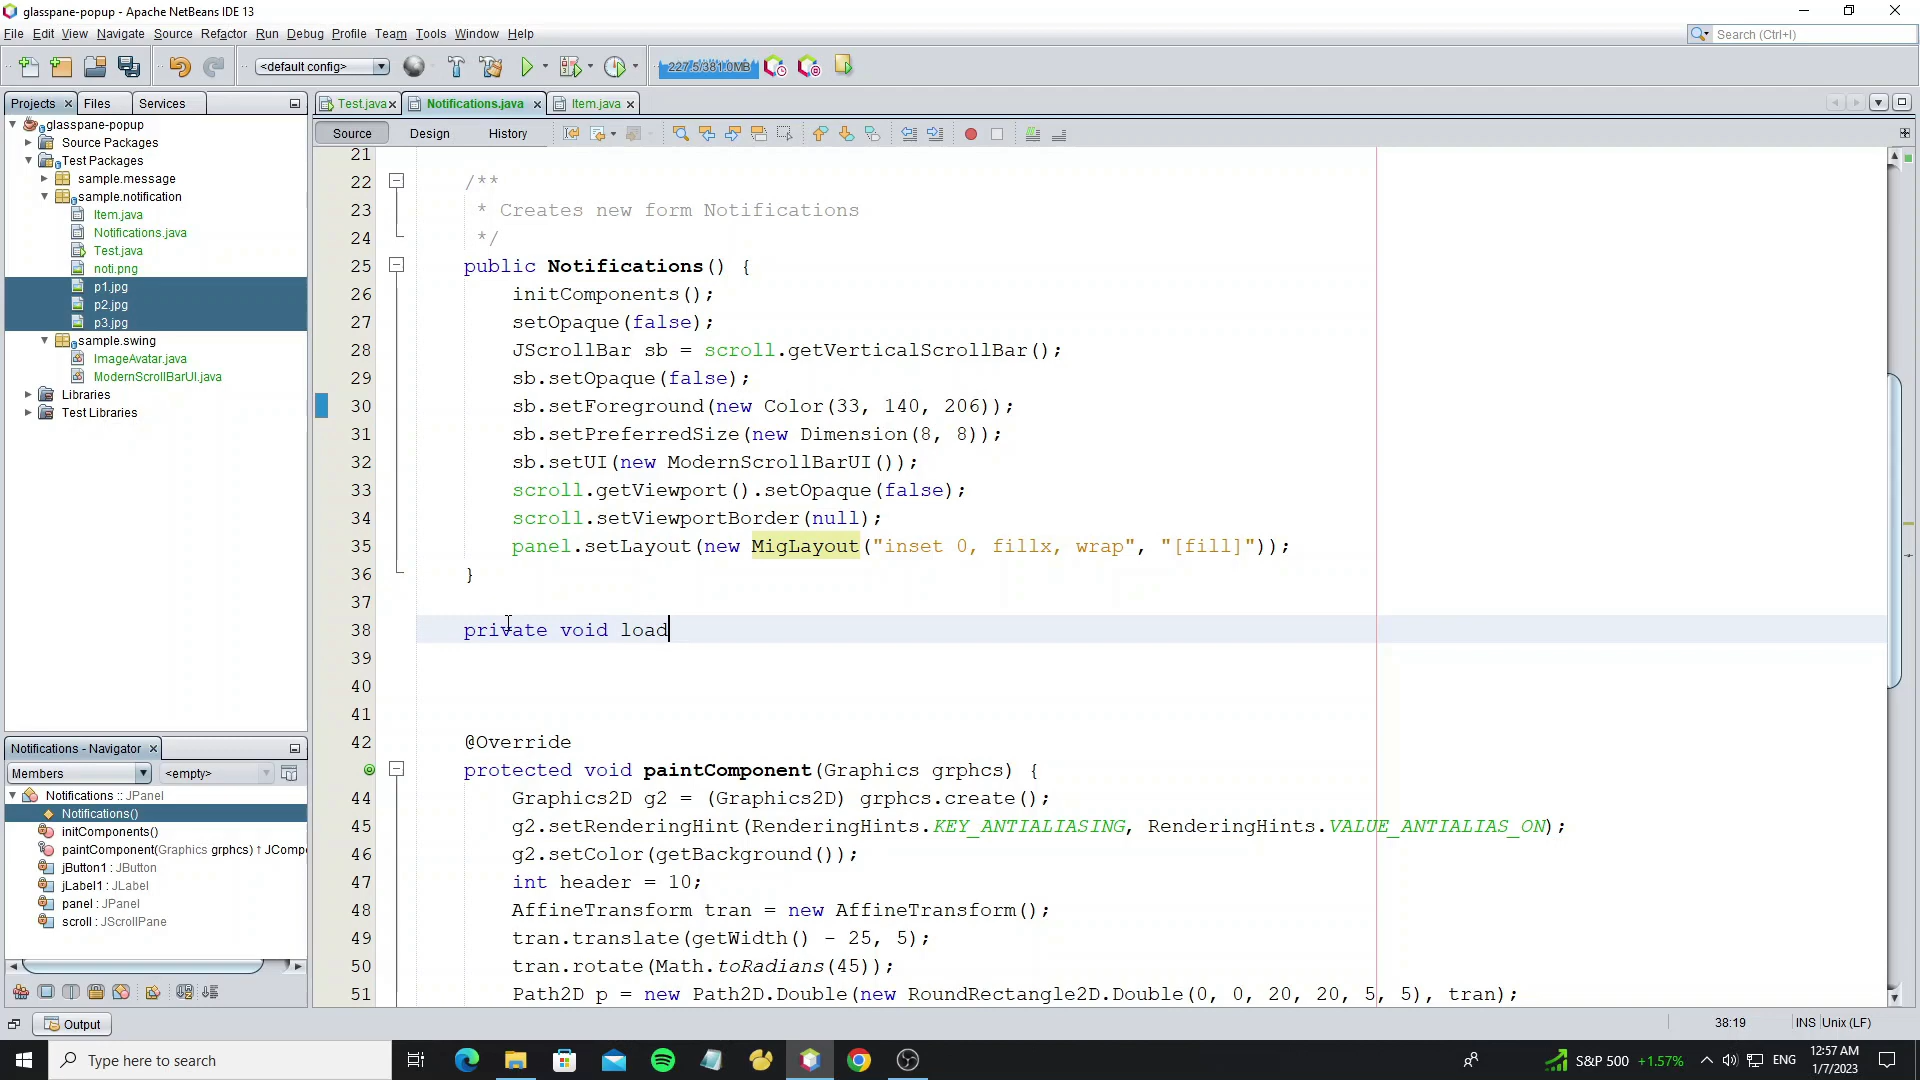 glasspane-popup - Apache NetBeans IDE 13
File Edit View Navigate Source Refactor Run Debug Profile Team Tools Window Help
Search (Ctrl+I)
<default config>
227.5/381.0MB
Projects Files Services
Test.java Notifications.java Item.java
Source Design History
glasspane-popup
Source Packages
Test Packages
sample.message
sample.notification
Item.java
Notifications.java
Test.java
noti.png
p1.jpg
p2.jpg
p3.jpg
sample.swing
ImageAvatar.java
ModernScrollBarUI.java
Libraries
Test Libraries
21
22 /**
23 * Creates new form Notifications
24 */
25 public Notifications() {
26 initComponents();
27 setOpaque(false);
28 JScrollBar sb = scroll.getVerticalScrollBar();
29 sb.setOpaque(false);
30 sb.setForeground(new Color(33, 140, 206));
31 sb.setPreferredSize(new Dimension(8, 8));
32 sb.setUI(new ModernScrollBarUI());
33 scroll.getViewport().setOpaque(false);
34 scroll.setViewportBorder(null);
35 panel.setLayout(new MigLayout("inset 0, fillx, wrap", "[fill]"));
36 }
37
38 private void load
39
40
41
42 @Override
protected void paintComponent(Graphics grphcs) {
44 Graphics2D g2 = (Graphics2D) grphcs.create();
45 g2.setRenderingHint(RenderingHints.KEY_ANTIALIASING, RenderingHints.VALUE_ANTIALIAS_ON);
46 g2.setColor(getBackground());
47 int header = 10;
48 AffineTransform tran = new AffineTransform();
49 tran.translate(getWidth() - 25, 5);
50 tran.rotate(Math.toRadians(45));
51 Path2D p = new Path2D.Double(new RoundRectangle2D.Double(0, 0, 20, 20, 5, 5), tran);
Notifications - Navigator
Members <empty>
Notifications :: JPanel
Notifications()
initComponents()
paintComponent(Graphics grphcs) ↑ JCompo
jButton1 : JButton
jLabel1 : JLabel
panel : JPanel
scroll : JScrollPane
Output
38:19 INS Unix (LF)
Type here to search
S&P 500 +1.57%
ENG
12:57 AM
1/7/2023